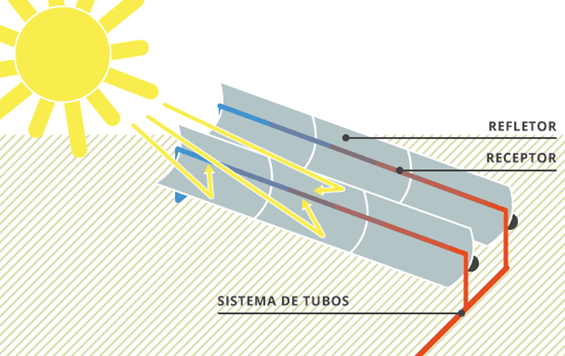 REFLETOR
RECEPTOR
SISTEMA DE TUBOS